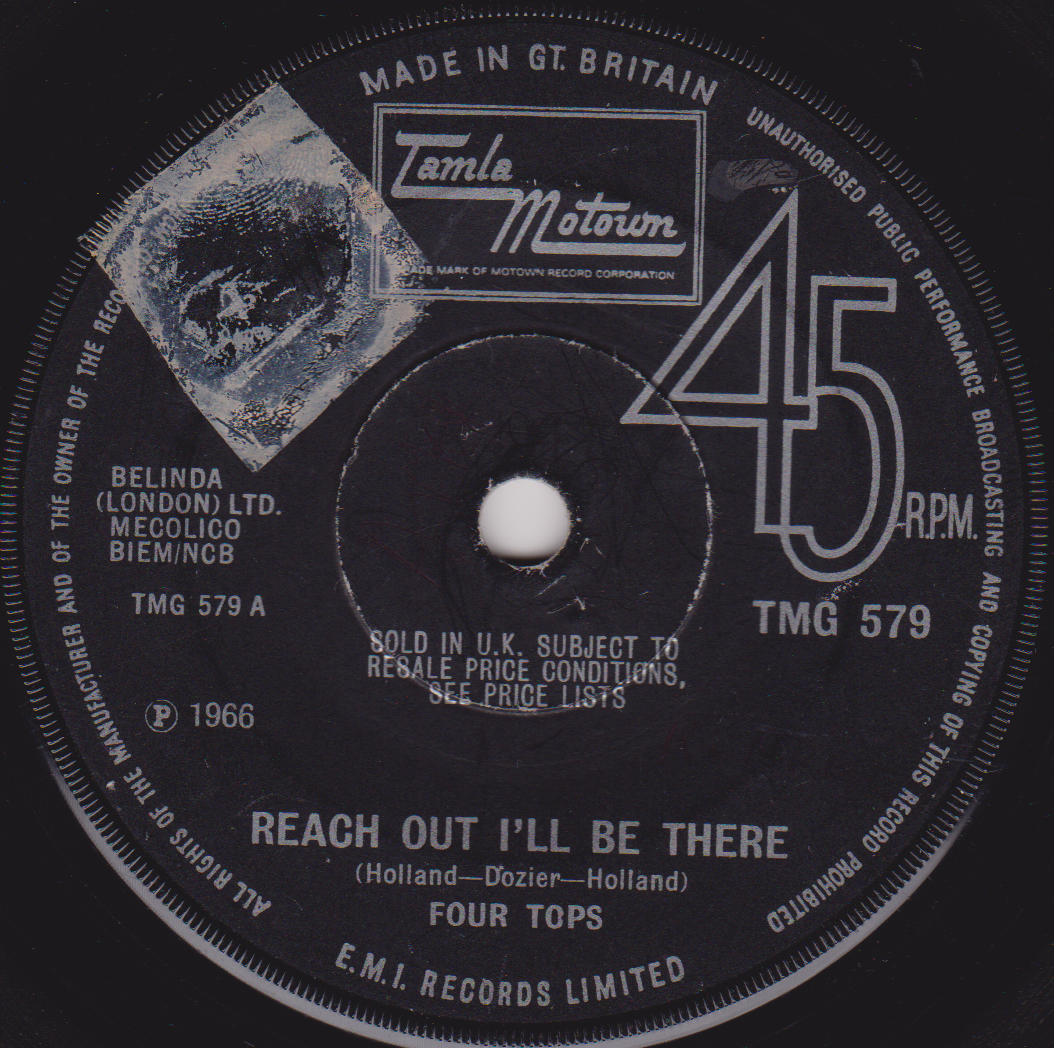 MADE IN GT. BRITAIN
UNAUTHORISED PUBLIC PERFORMANCE BROADCASTING AND COPYING OF THIS RECORD PROHIBITED
Tamla
Motown
TRADE MARK OF MOTOWN RECORD CORPORATION
45
R.P.M.
BELINDA
(LONDON) LTD.
MECOLICO
BIEM/NCB
TMG 579 A
TMG 579
SOLD IN U.K. SUBJECT TO
RESALE PRICE CONDITIONS,
SEE PRICE LISTS
Ⓟ 1966
REACH OUT I'LL BE THERE
(Holland—Dozier—Holland)
FOUR TOPS
E.M.I. RECORDS LIMITED
ALL RIGHTS OF THE MANUFACTURER AND OF THE OWNER OF THE RECO